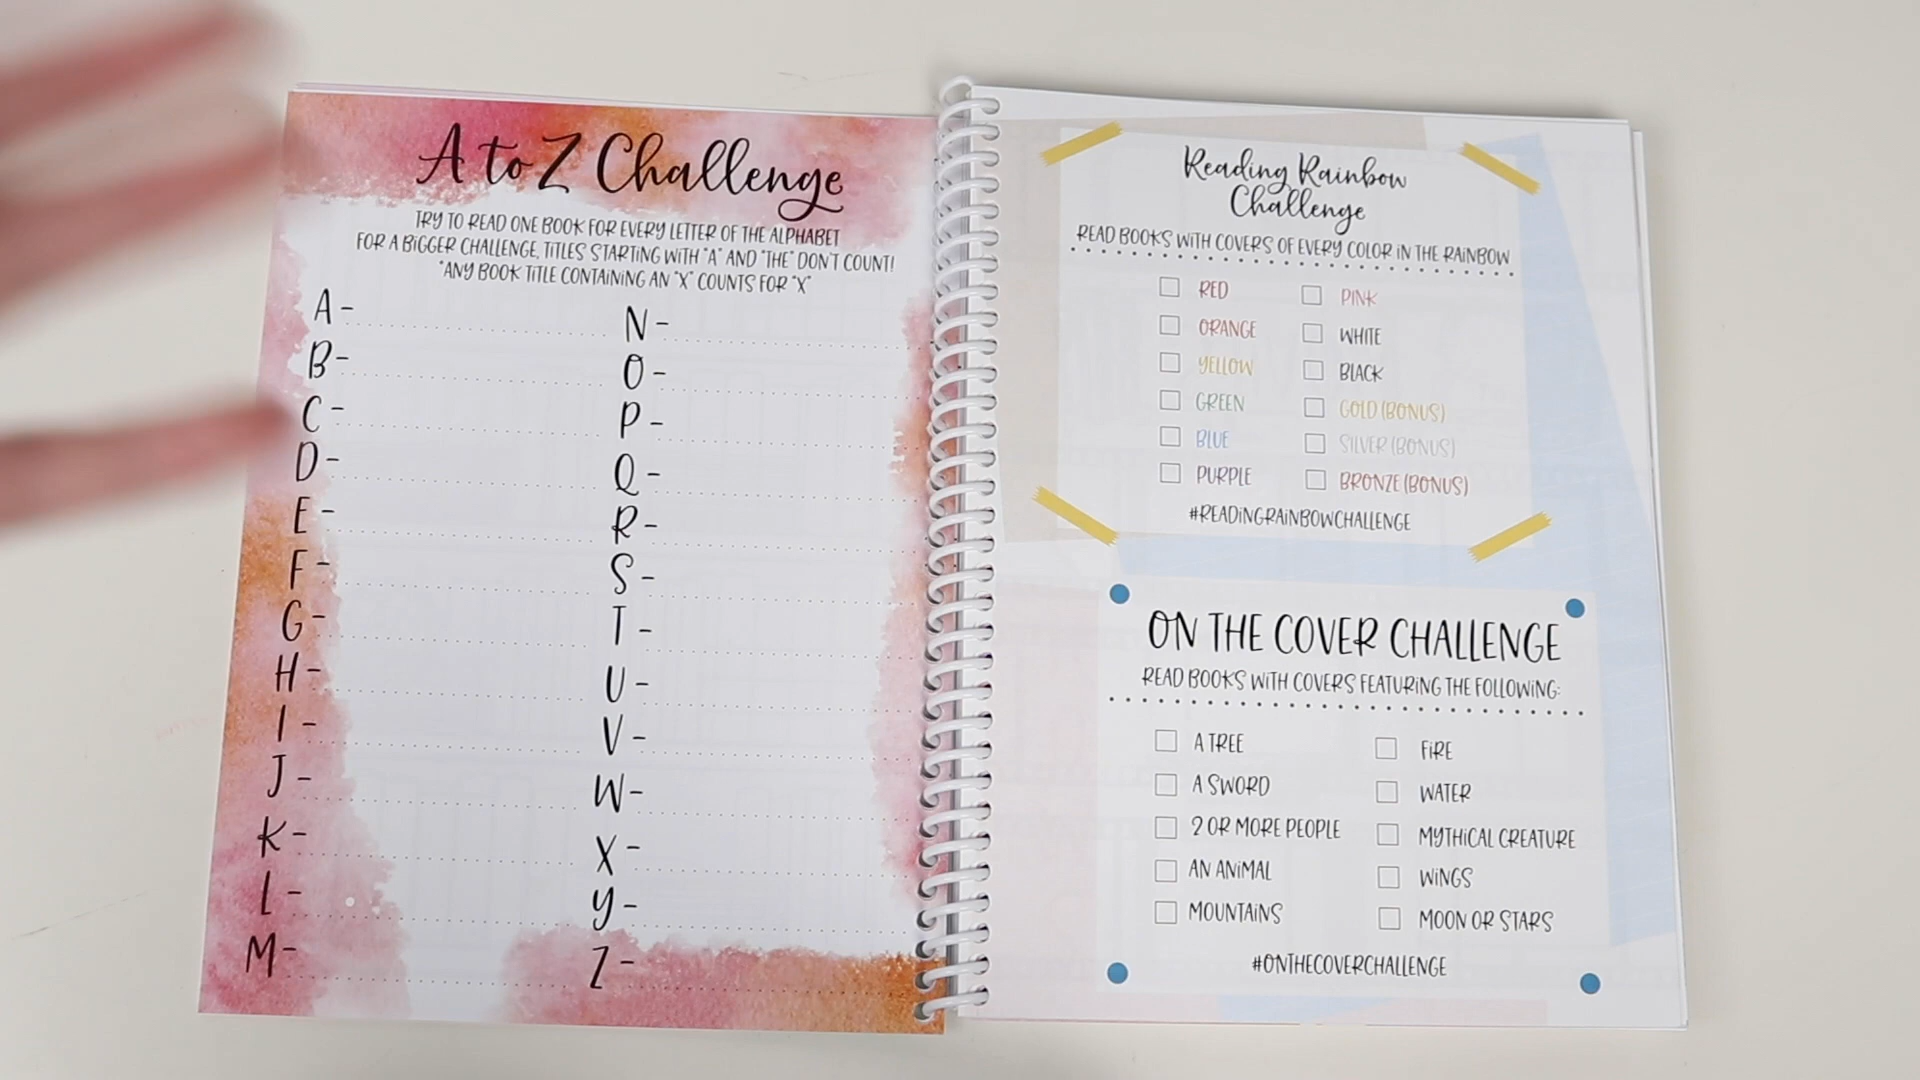 A to Z Challenge
TRY TO READ ONE BOOK FOR EVERY LETTER OF THE ALPHABET
FOR A BIGGER CHALLENGE, TITLES STARTING WITH "A" AND "THE" DON'T COUNT!
*ANY BOOK TITLE CONTAINING AN "X" COUNTS FOR "X"
A -
B -
C -
D -
E -
F -
G -
H -
I -
J -
K -
L -
M -
N -
O -
P -
Q -
R -
S -
T -
U -
V -
W -
X -
Y -
Z -
Reading Rainbow
Challenge
READ BOOKS WITH COVERS OF EVERY COLOR IN THE RAINBOW
RED
ORANGE
YELLOW
GREEN
BLUE
PURPLE
PINK
WHITE
BLACK
GOLD (BONUS)
SILVER (BONUS)
BRONZE (BONUS)
#READINGRAINBOWCHALLENGE
ON THE COVER CHALLENGE
READ BOOKS WITH COVERS FEATURING THE FOLLOWING:
A TREE
A SWORD
2 OR MORE PEOPLE
AN ANIMAL
MOUNTAINS
FIRE
WATER
MYTHICAL CREATURE
WINGS
MOON OR STARS
#ONTHECOVERCHALLENGE